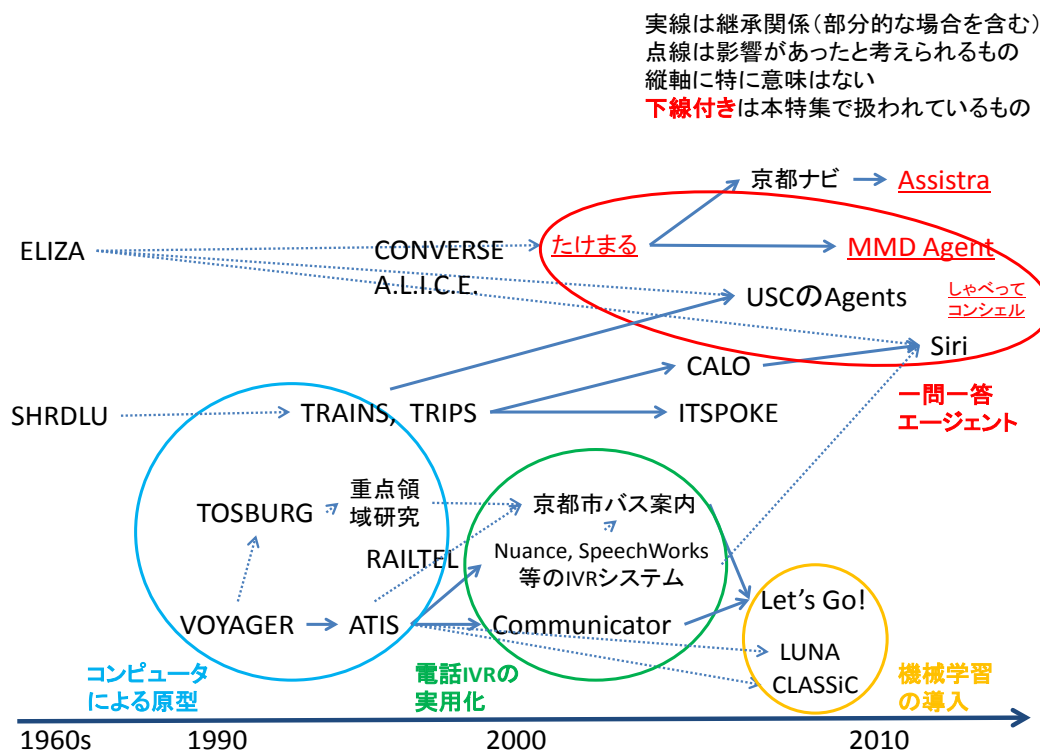 実線は継承関係(部分的な場合を含む)
点線は影響があったと考えられるもの
縦軸に特に意味はない
下線付きは本特集で扱われているもの
京都ナビ
Assistra
ELIZA
CONVERSE
A.L.I.C.E.
たけまる
MMD Agent
USCのAgents
しゃべって
コンシェル
Siri
CALO
一問一答
エージェント
SHRDLU
TRAINS, TRIPS
ITSPOKE
TOSBURG
重点領
域研究
京都市バス案内
RAILTEL
Nuance, SpeechWorks
等のIVRシステム
VOYAGER
ATIS
Communicator
Let's Go!
LUNA
CLASSiC
コンピュータ
による原型
電話IVRの
実用化
機械学習
の導入
1960s
1990
2000
2010